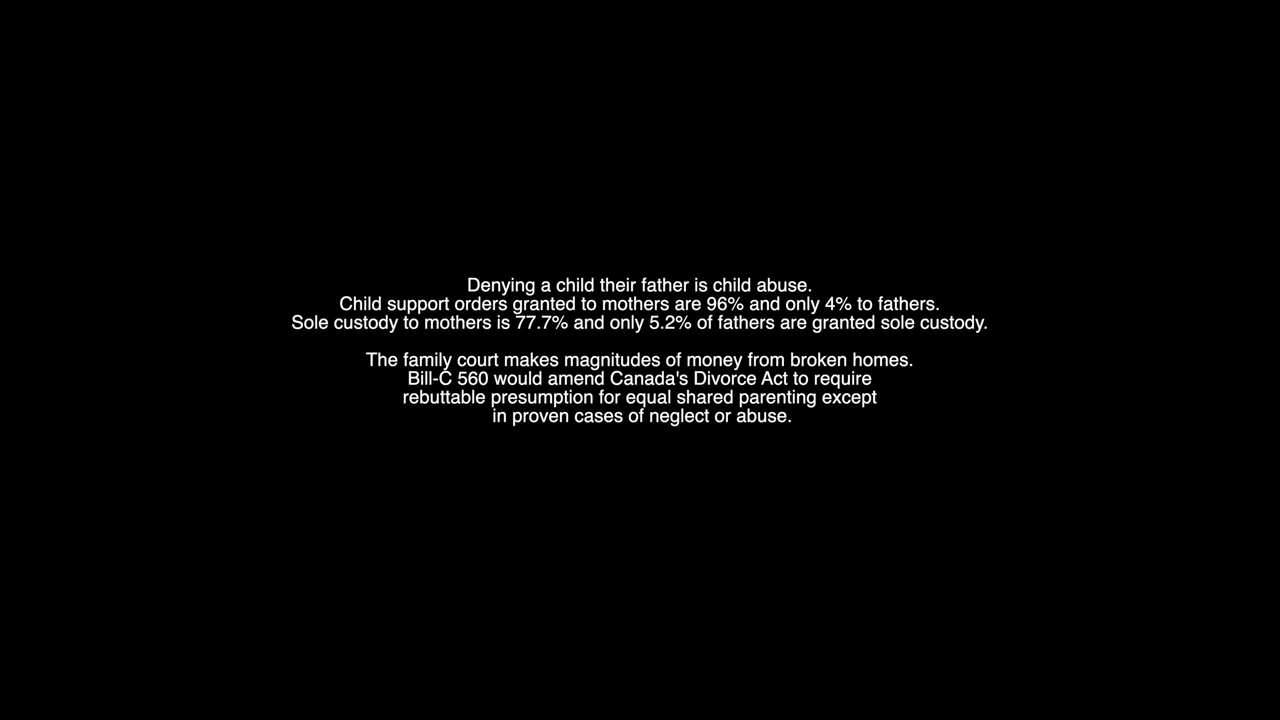 Denying a child their father is child abuse.
Child support orders granted to mothers are 96% and only 4% to fathers.
Sole custody to mothers is 77.7% and only 5.2% of fathers are granted sole custody.
The family court makes magnitudes of money from broken homes.
Bill-C 560 would amend Canada's Divorce Act to require
rebuttable presumption for equal shared parenting except
in proven cases of neglect or abuse.